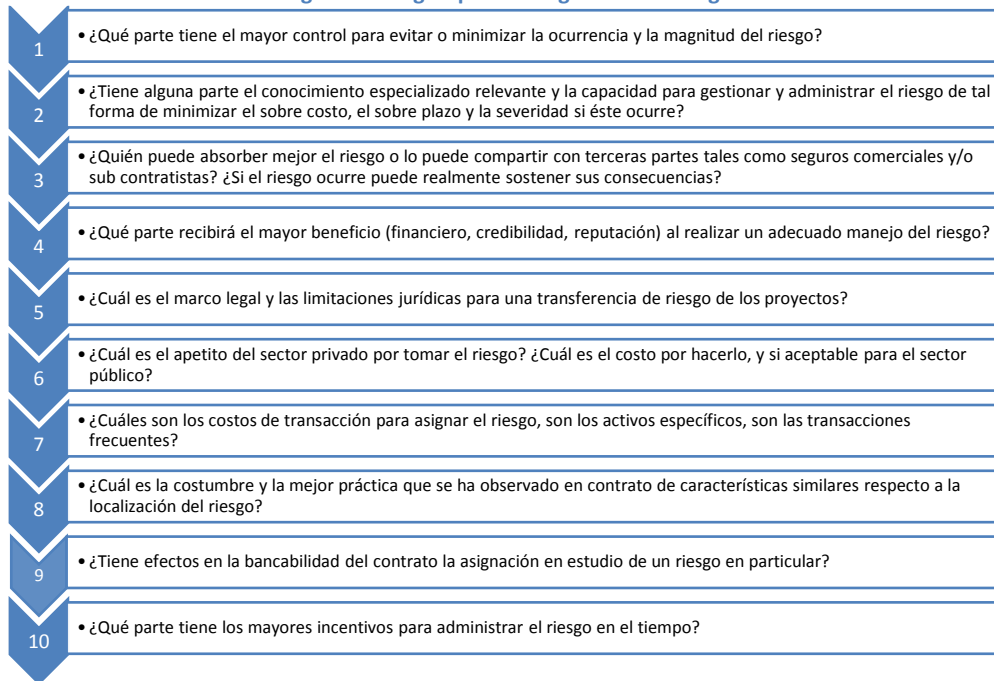 1
• ¿Qué parte tiene el mayor control para evitar o minimizar la ocurrencia y la magnitud del riesgo?
2
• ¿Tiene alguna parte el conocimiento especializado relevante y la capacidad para gestionar y administrar el riesgo de tal
forma de minimizar el sobre costo, el sobre plazo y la severidad si éste ocurre?
3
• ¿Quién puede absorber mejor el riesgo o lo puede compartir con terceras partes tales como seguros comerciales y/o
sub contratistas? ¿Si el riesgo ocurre puede realmente sostener sus consecuencias?
4
• ¿Qué parte recibirá el mayor beneficio (financiero, credibilidad, reputación) al realizar un adecuado manejo del riesgo?
5
• ¿Cuál es el marco legal y las limitaciones jurídicas para una transferencia de riesgo de los proyectos?
6
• ¿Cuál es el apetito del sector privado por tomar el riesgo? ¿Cuál es el costo por hacerlo, y si aceptable para el sector
público?
7
• ¿Cuáles son los costos de transacción para asignar el riesgo, son los activos específicos, son las transacciones
frecuentes?
8
• ¿Cuál es la costumbre y la mejor práctica que se ha observado en contrato de características similares respecto a la
localización del riesgo?
9
• ¿Tiene efectos en la bancabilidad del contrato la asignación en estudio de un riesgo en particular?
10
• ¿Qué parte tiene los mayores incentivos para administrar el riesgo en el tiempo?